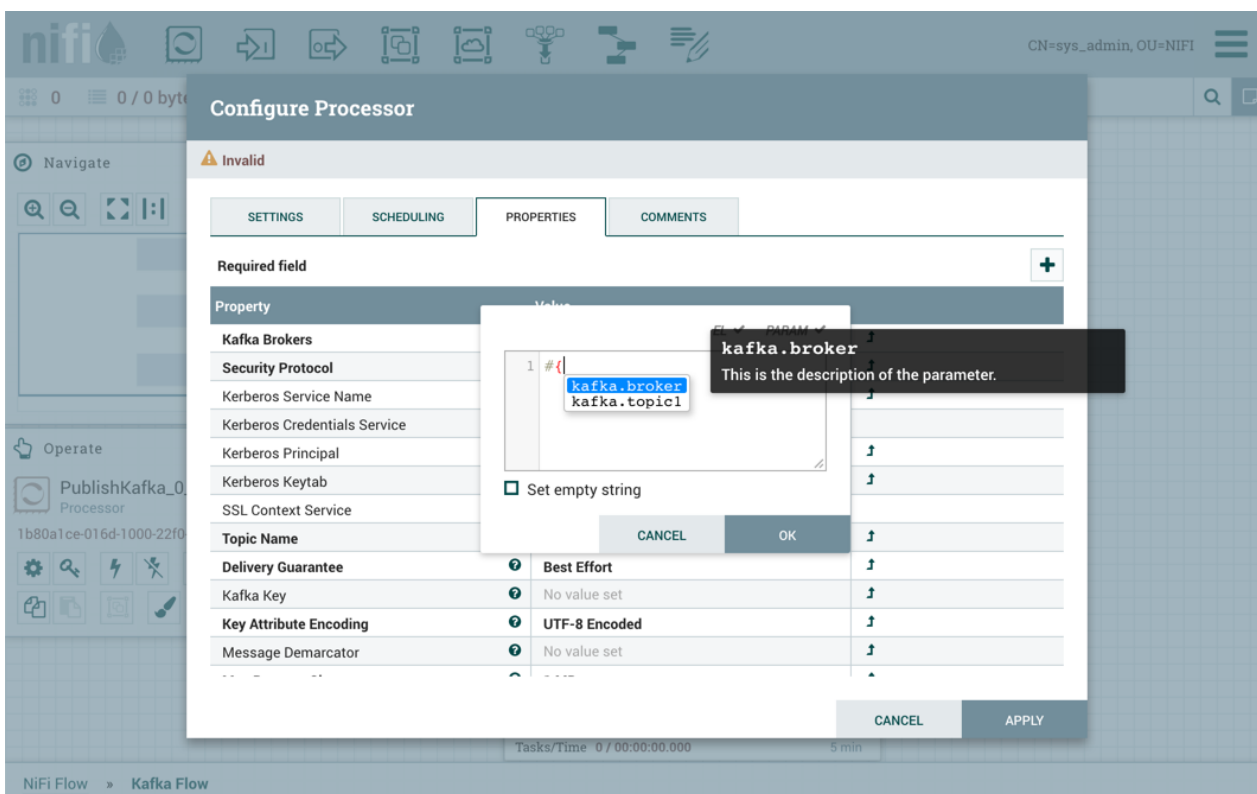 nifi
CN=sys_admin, OU=NIFI
0 0 / 0 byte
Configure Processor
Navigate
Invalid
SETTINGS SCHEDULING PROPERTIES COMMENTS
Required field
Property Value
EL PARAM
Kafka Brokers
kafka.broker
This is the description of the parameter.
1 #{
kafka.broker
kafka.topic1
Security Protocol
Kerberos Service Name
Kerberos Credentials Service
Operate
Kerberos Principal
Kerberos Keytab
Set empty string
PublishKafka_0_
Processor
SSL Context Service
1b80a1ce-016d-1000-22f0
Topic Name
CANCEL OK
Delivery Guarantee Best Effort
Kafka Key No value set
Key Attribute Encoding UTF-8 Encoded
Message Demarcator No value set
CANCEL APPLY
Tasks/Time 0 / 00:00:00.000 5 min
NiFi Flow » Kafka Flow